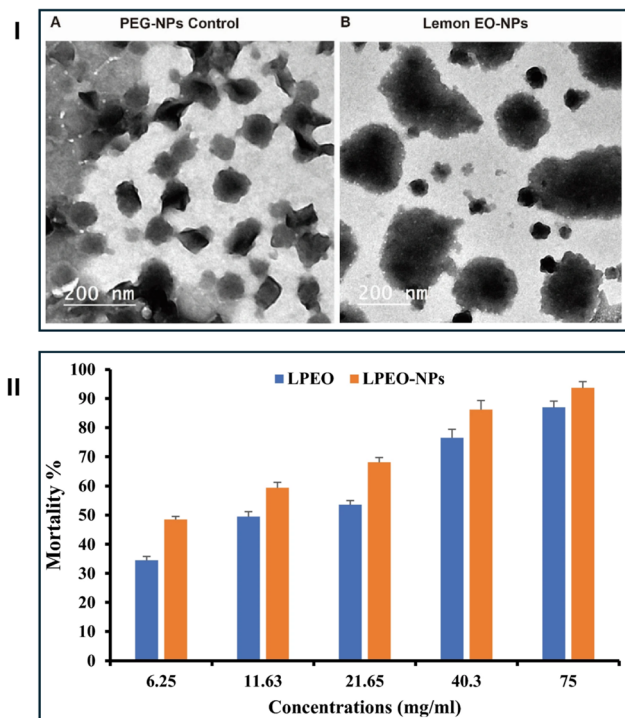 I
A PEG-NPs Control
B Lemon EO-NPs
200 nm
200 nm
II
LPEO LPEO-NPs
Mortality %
100
90
80
70
60
50
40
30
20
10
0
6.25 11.63 21.65 40.3 75
Concentrations (mg/ml)